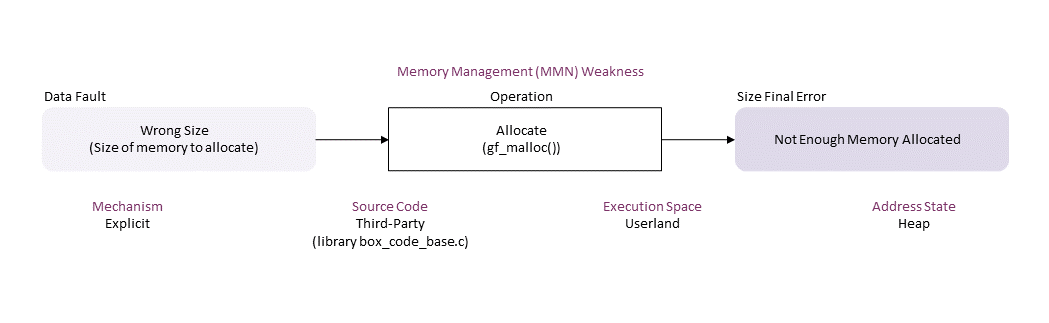 Memory Management (MMN) Weakness
Data Fault
Operation
Size Final Error
Wrong Size
(Size of memory to allocate)
Allocate
(gf_malloc())
Not Enough Memory Allocated
Mechanism
Explicit
Source Code
Third-Party
(library box_code_base.c)
Execution Space
Userland
Address State
Heap